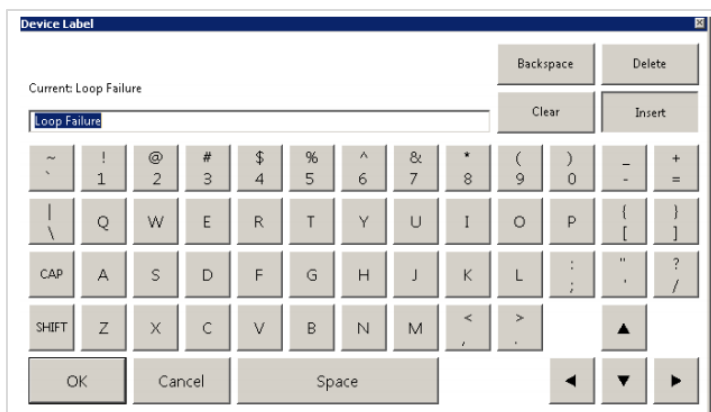 Device Label
Backspace Delete
Current: Loop Failure
Clear Insert
Loop Failure
~ ! @ # $ % ^ & * ( ) _ +
` 1 2 3 4 5 6 7 8 9 0 - =
| Q W E R T Y U I O P { }
\ [ ]
CAP A S D F G H J K L : " ?
; ' /
SHIFT Z X C V B N M < >
, .
OK Cancel Space